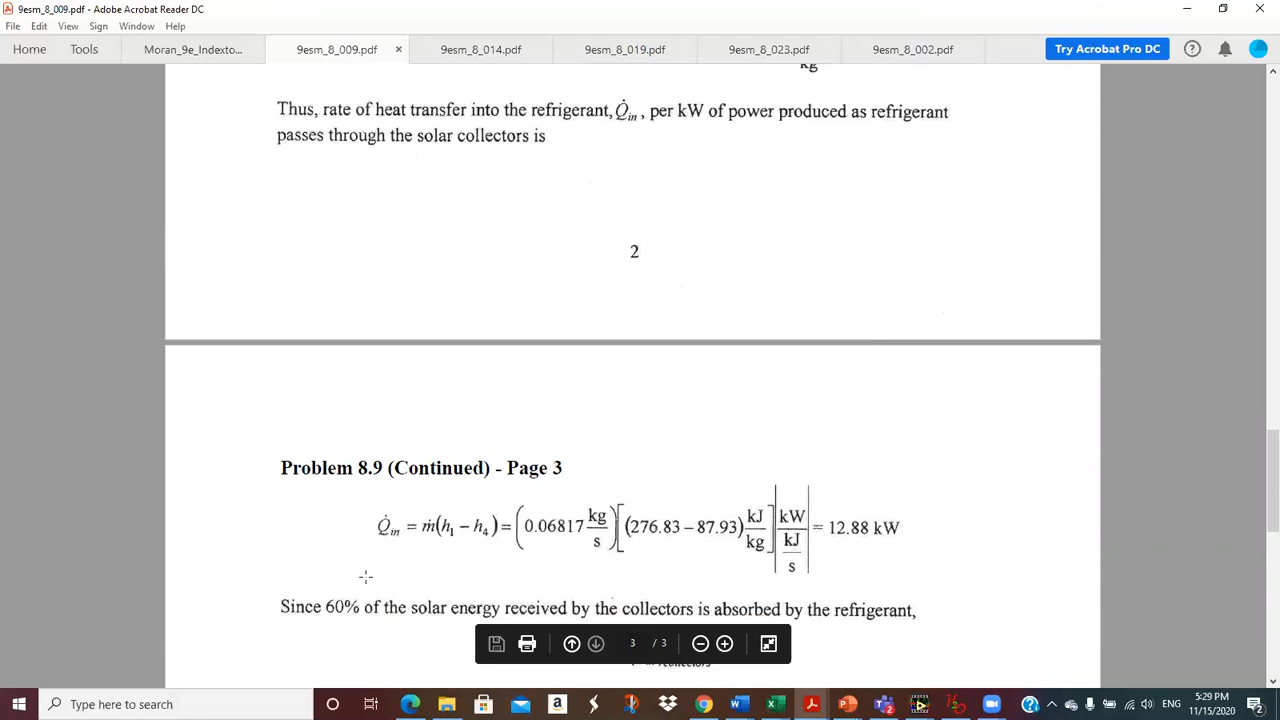 9esm_8_009.pdf - Adobe Acrobat Reader DC
File Edit View Sign Window Help
Home Tools Moran_9e_Indexto... 9esm_8_009.pdf × 9esm_8_014.pdf 9esm_8_019.pdf 9esm_8_023.pdf 9esm_8_002.pdf Try Acrobat Pro DC
kg
Thus, rate of heat transfer into the refrigerant, Q̇in, per kW of power produced as refrigerant
passes through the solar collectors is
2
Problem 8.9 (Continued) - Page 3
Q̇in = ṁ(h1 − h4) = (0.06817 kg/s)[(276.83 − 87.93) kJ/kg]|kW/(kJ/s)| = 12.88 kW
Since 60% of the solar energy received by the collectors is absorbed by the refrigerant,
3 / 3
collectors
Type here to search
ENG
5:29 PM
11/15/2020